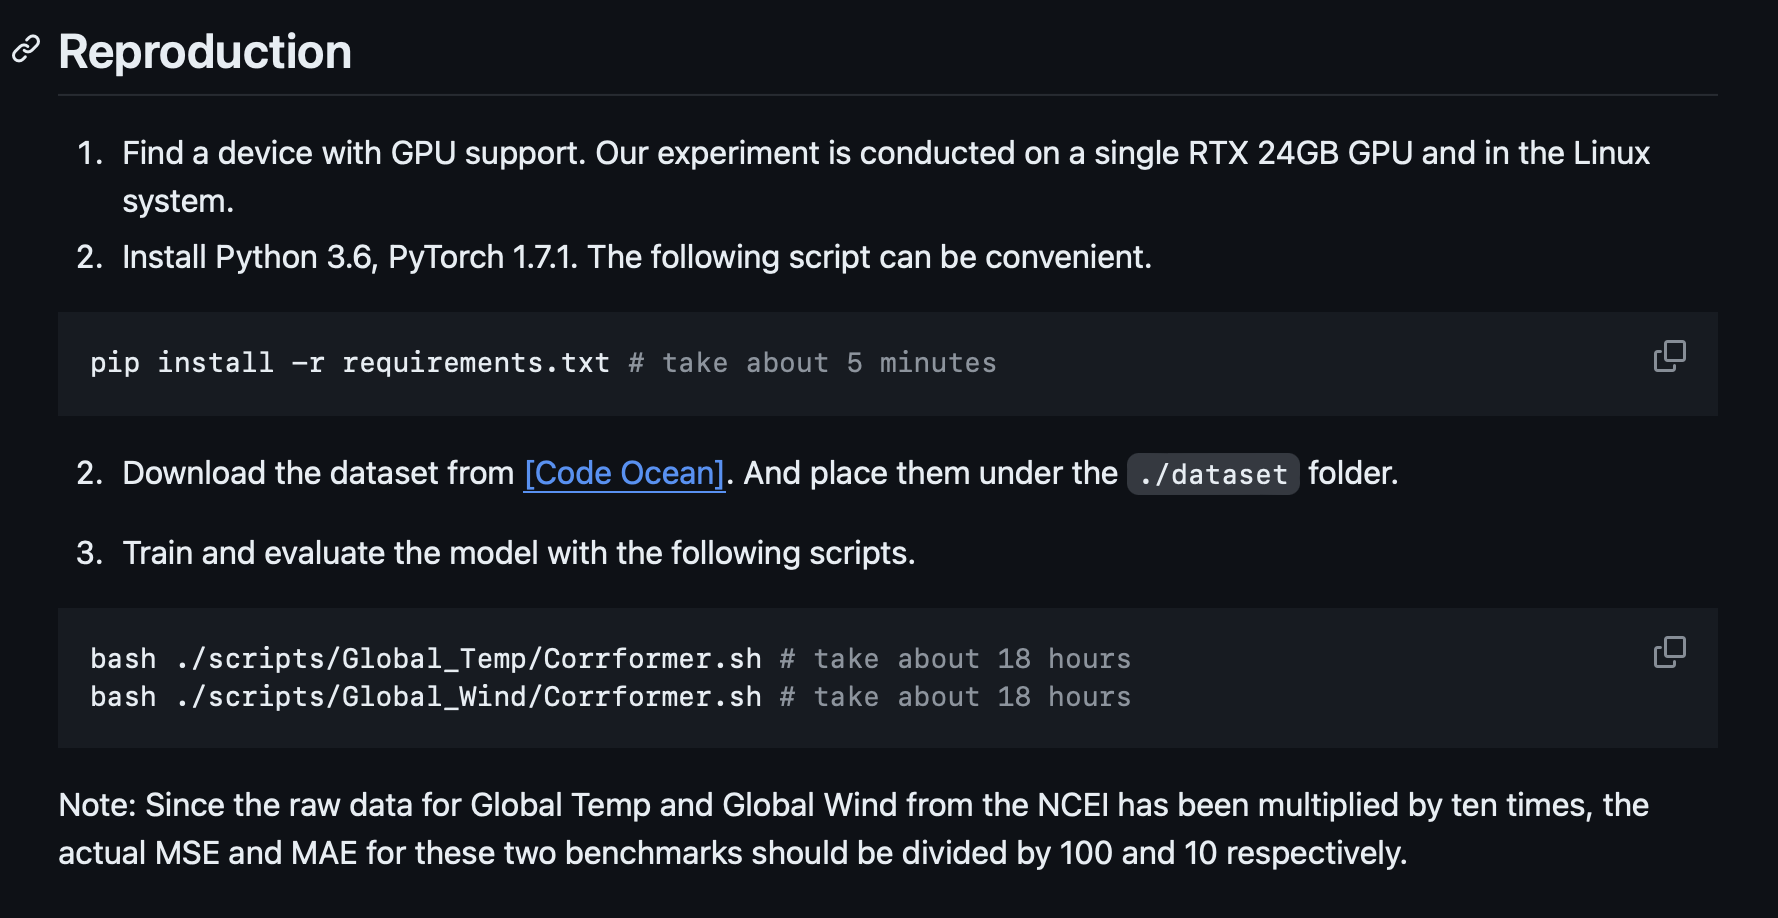 Reproduction
1. Find a device with GPU support. Our experiment is conducted on a single RTX 24GB GPU and in the Linux
system.
2. Install Python 3.6, PyTorch 1.7.1. The following script can be convenient.
pip install -r requirements.txt # take about 5 minutes
2. Download the dataset from [Code Ocean]. And place them under the ./dataset folder.
3. Train and evaluate the model with the following scripts.
bash ./scripts/Global_Temp/Corrformer.sh # take about 18 hours
bash ./scripts/Global_Wind/Corrformer.sh # take about 18 hours
Note: Since the raw data for Global Temp and Global Wind from the NCEI has been multiplied by ten times, the
actual MSE and MAE for these two benchmarks should be divided by 100 and 10 respectively.